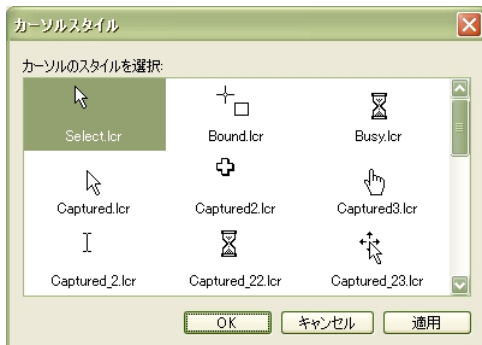 カーソルスタイル
カーソルのスタイルを選択:
Select.lcr Bound.lcr Busy.lcr
Captured.lcr Captured2.lcr Captured3.lcr
Captured_2.lcr Captured_22.lcr Captured_23.lcr
OK キャンセル 適用